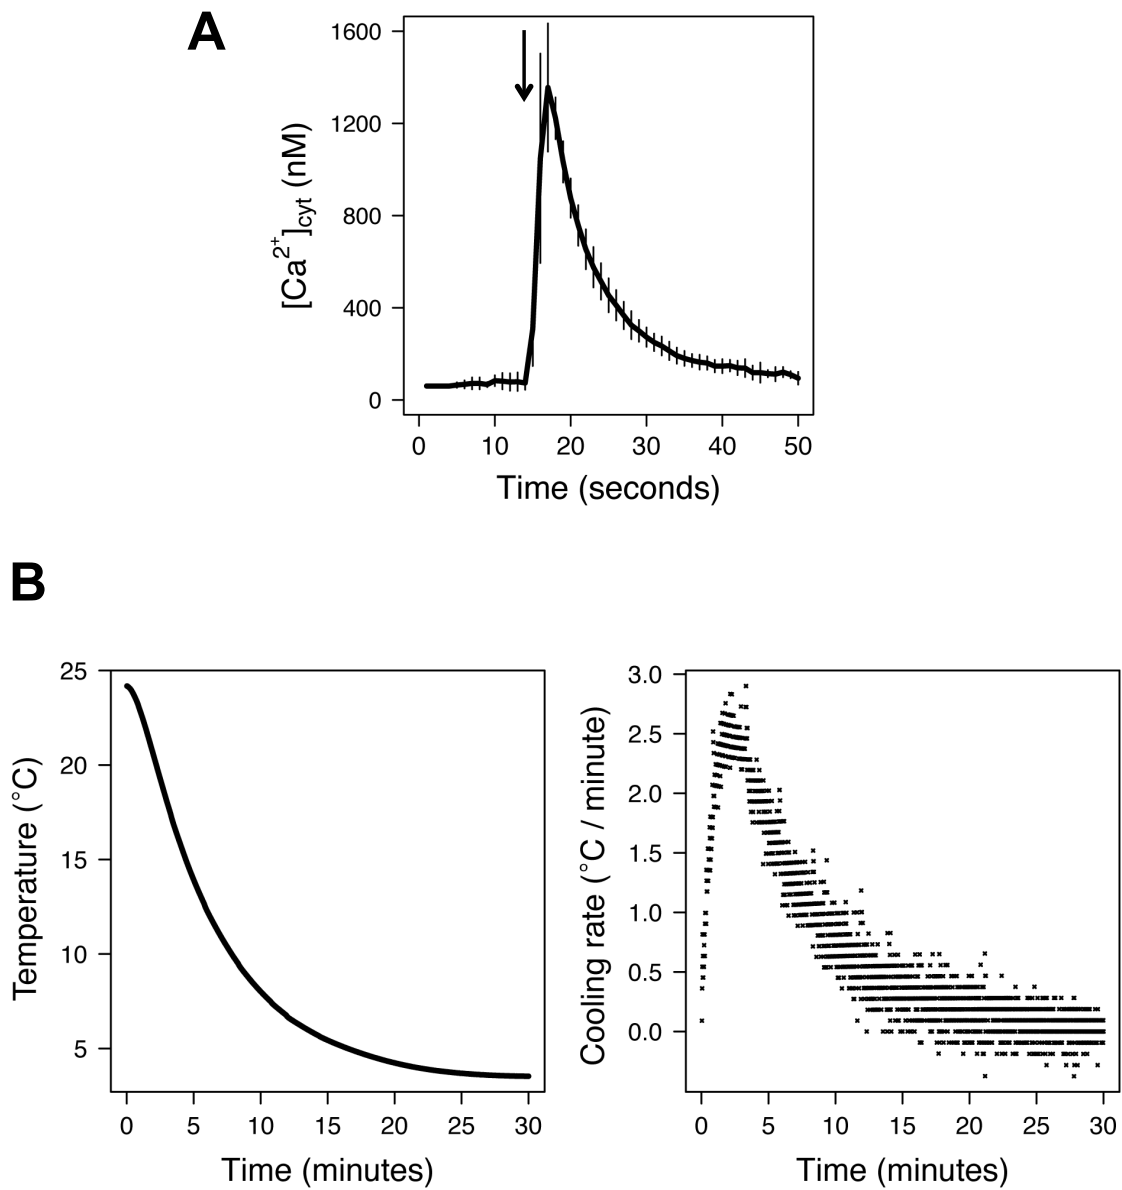 A
1600
1200
800
400
0
[Ca2+]cyt (nM)
0 10 20 30 40 50
Time (seconds)
B
25
20
15
10
5
Temperature (°C)
0 5 10 15 20 25 30
Time (minutes)
3.0
2.5
2.0
1.5
1.0
0.5
0.0
Cooling rate (°C / minute)
0 5 10 15 20 25 30
Time (minutes)